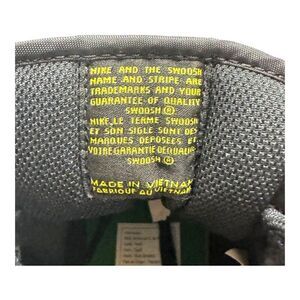 NIKE AND THE SWOOSH
NAME AND STRIPE ARE
TRADEMARKS AND YOUR
GUARANTEE OF QUALITY
SWOOSH ®
NIKE, LE TERME SWOOSH
ET SON SIGLE SONT DES
MARQUES DEPOSEES ET
VOTRE GARANTIE DE QUALITE
SWOOSH ®
MADE IN VIETNAM
FABRIQUE AU VIETNAM